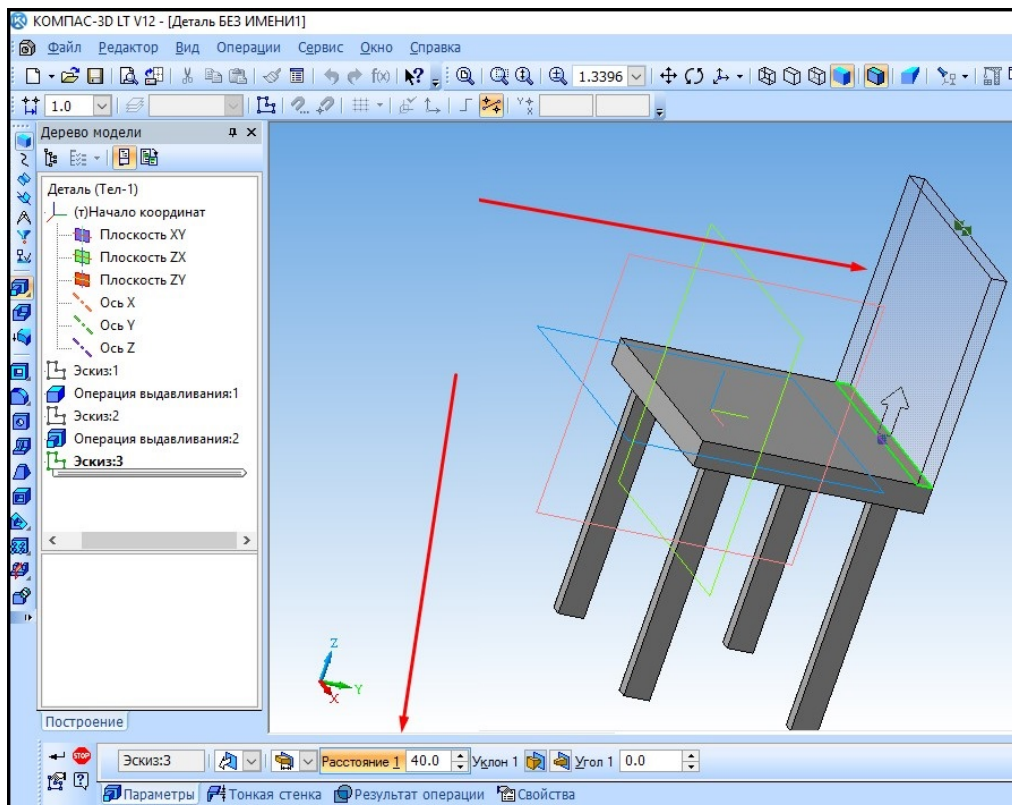 КОМПАС-3D LT V12 - [Деталь БЕЗ ИМЕНИ1]
Файл Редактор Вид Операции Сервис Окно Справка
f(x) 1.3396
1.0
Дерево модели
Деталь (Тел-1)
(т)Начало координат
Плоскость XY
Плоскость ZX
Плоскость ZY
Ось X
Ось Y
Ось Z
Эскиз:1
Операция выдавливания:1
Эскиз:2
Операция выдавливания:2
Эскиз:3
Z
Y
X
Построение
STOP Эскиз:3 Расстояние 1 40.0 Уклон 1 Угол 1 0.0
Параметры Тонкая стенка Результат операции Свойства